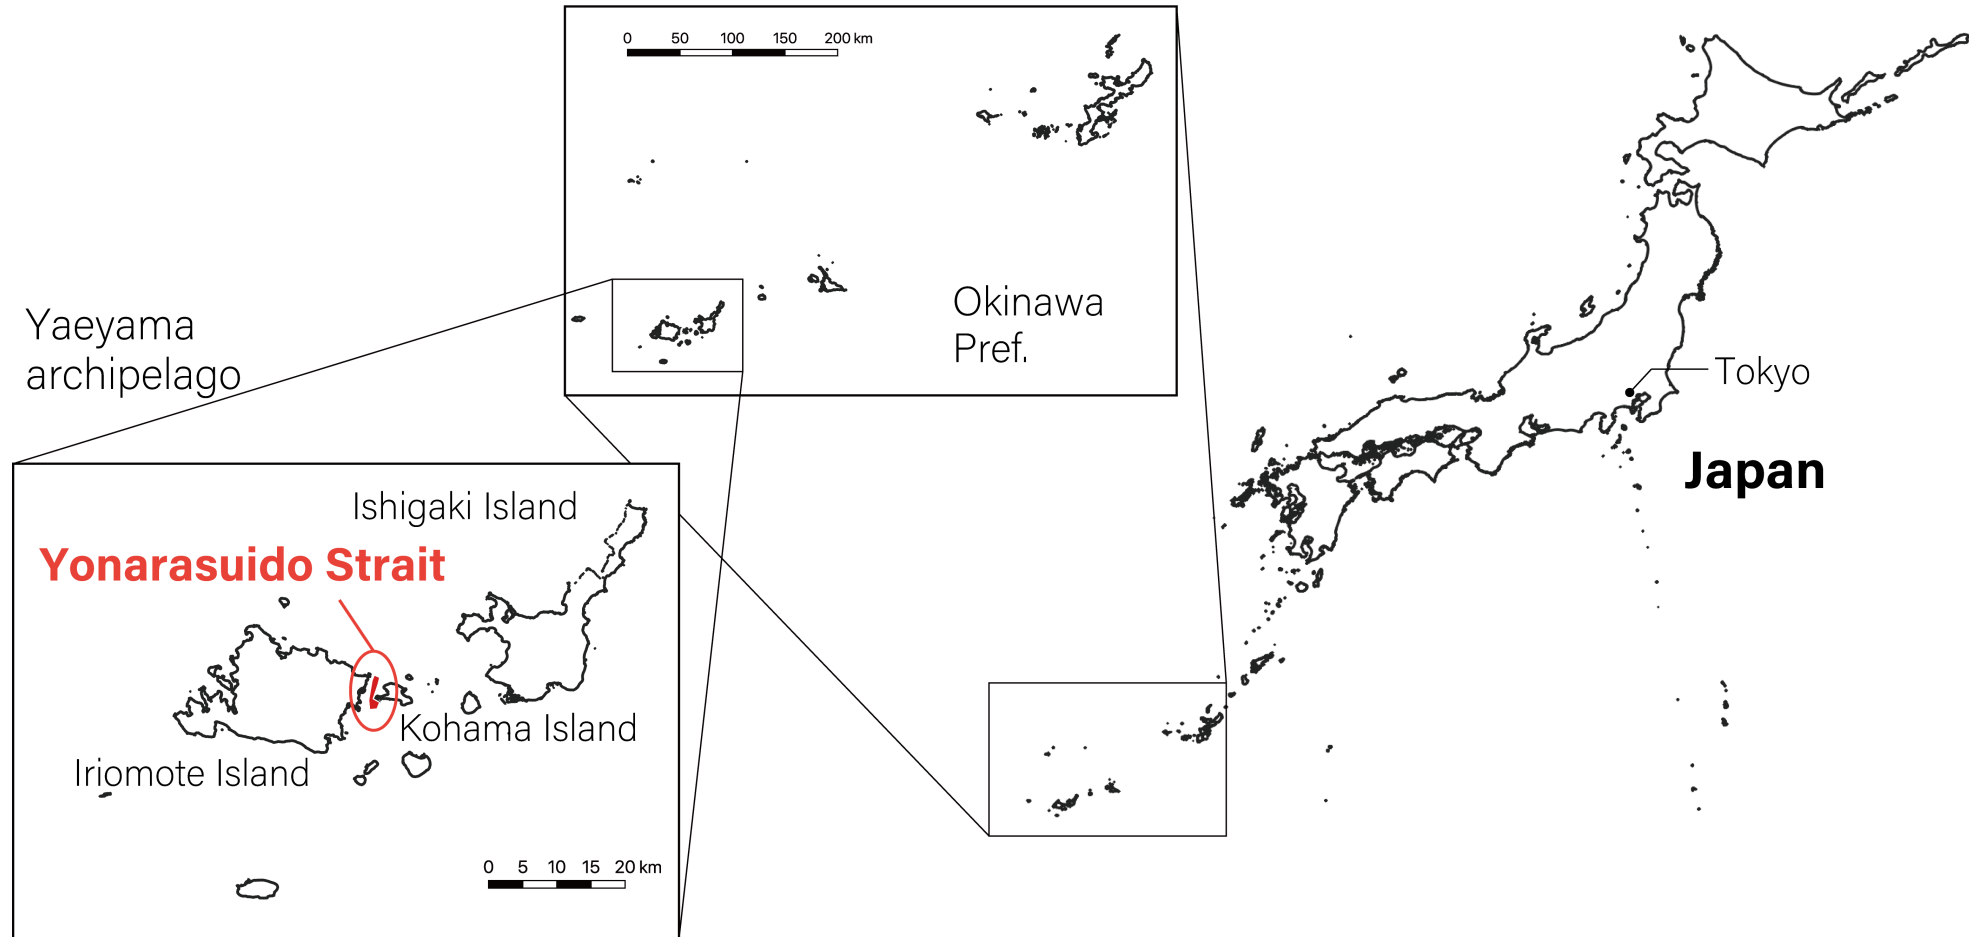 0 50 100 150 200 km
Okinawa
Pref.
Yaeyama
archipelago
Tokyo
Japan
Ishigaki Island
Yonarasuido Strait
Kohama Island
Iriomote Island
0 5 10 15 20 km